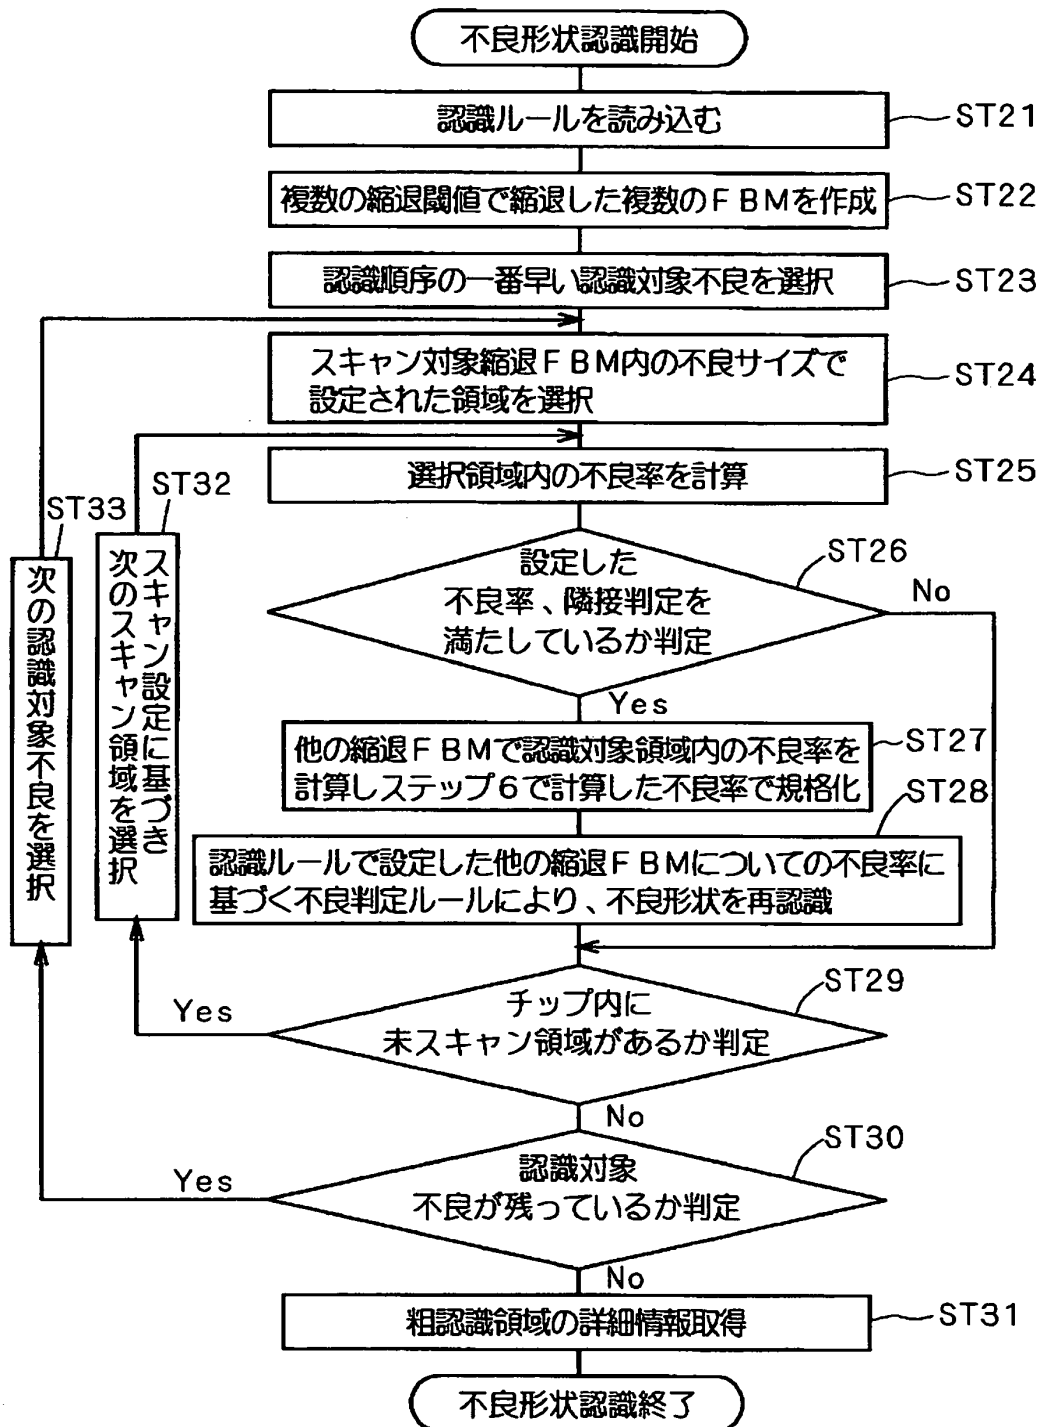 不良形状認識開始
認識ルールを読み込む
ST21
複数の縮退閾値で縮退した複数のFBMを作成
ST22
認識順序の一番早い認識対象不良を選択
ST23
スキャン対象縮退FBM内の不良サイズで
設定された領域を選択
ST24
選択領域内の不良率を計算
ST25
ST33
次の認識対象不良を選択
ST32
スキャン設定に基づき
次のスキャン領域を選択
設定した
不良率、隣接判定を
満たしているか判定
ST26
No
Yes
他の縮退FBMで認識対象領域内の不良率を
計算しステップ6で計算した不良率で規格化
ST27
認識ルールで設定した他の縮退FBMについての不良率に
基づく不良判定ルールにより、不良形状を再認識
ST28
チップ内に
未スキャン領域があるか判定
ST29
Yes
No
認識対象
不良が残っているか判定
ST30
Yes
No
粗認識領域の詳細情報取得
ST31
不良形状認識終了